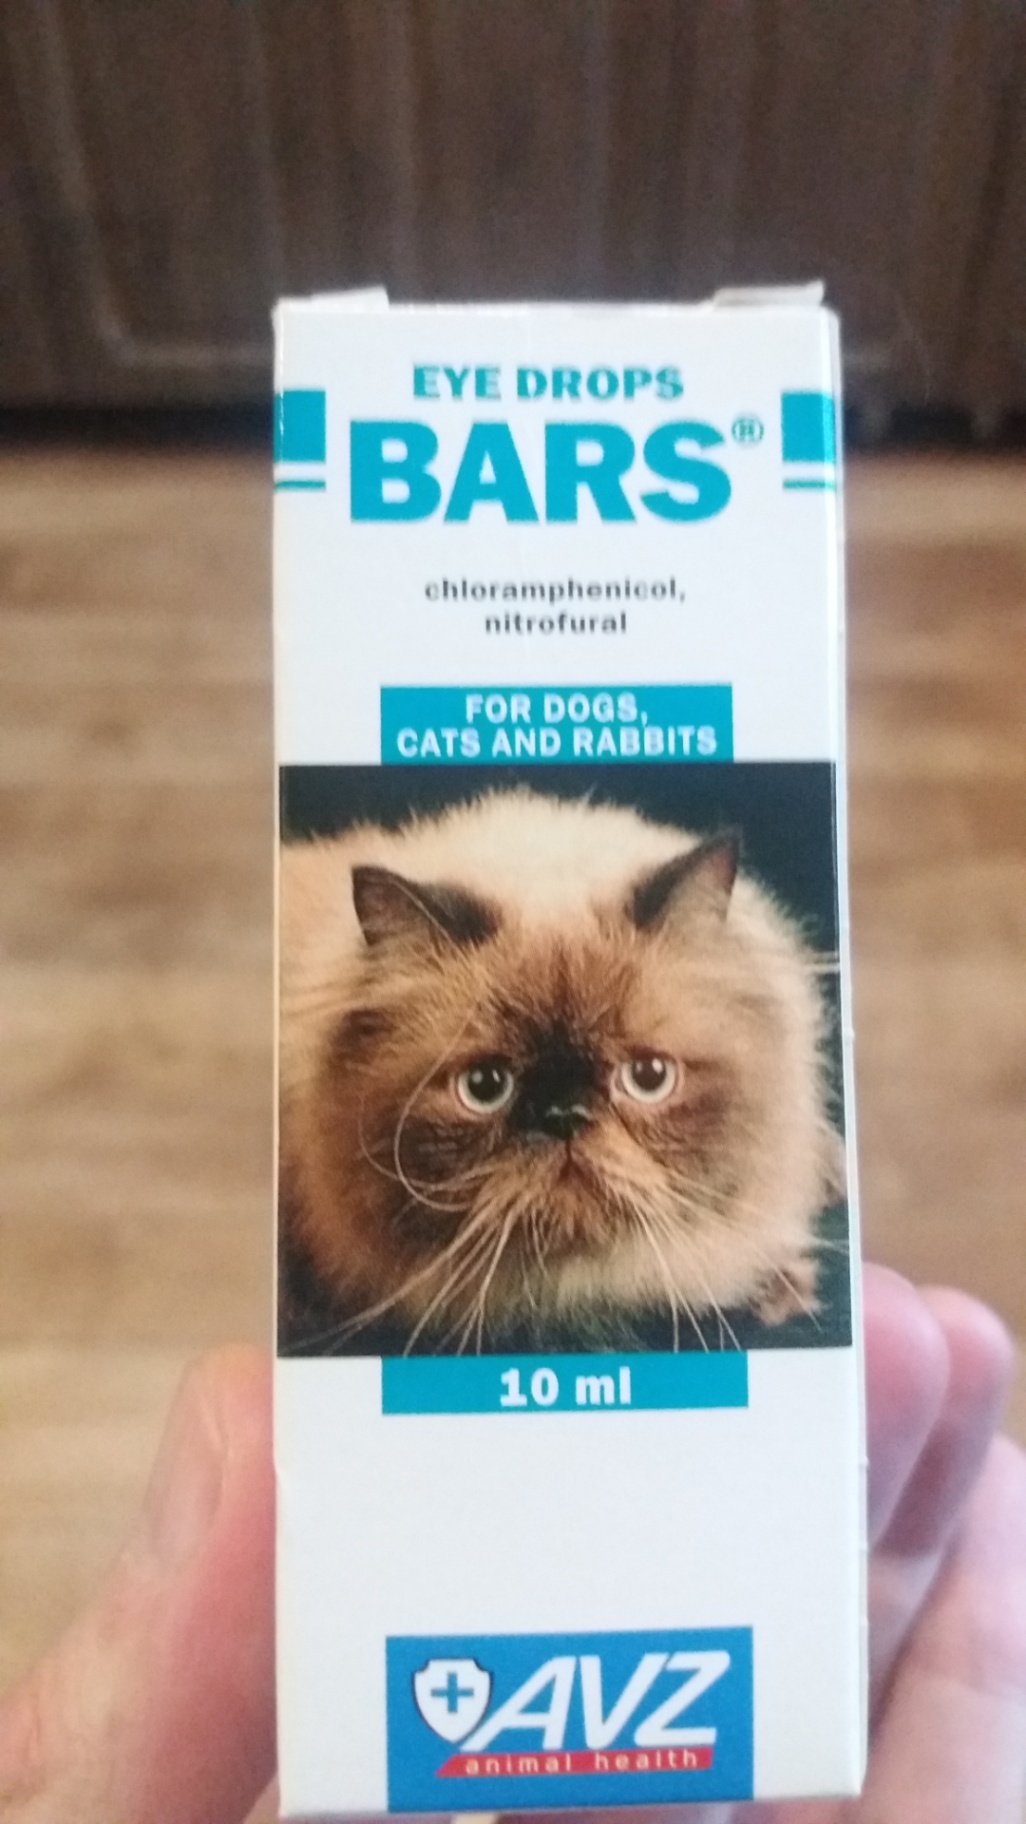 EYE DROPS
BARS®
chloramphenicol,
nitrofural
FOR DOGS,
CATS AND RABBITS
10 ml
AVZ
animal health